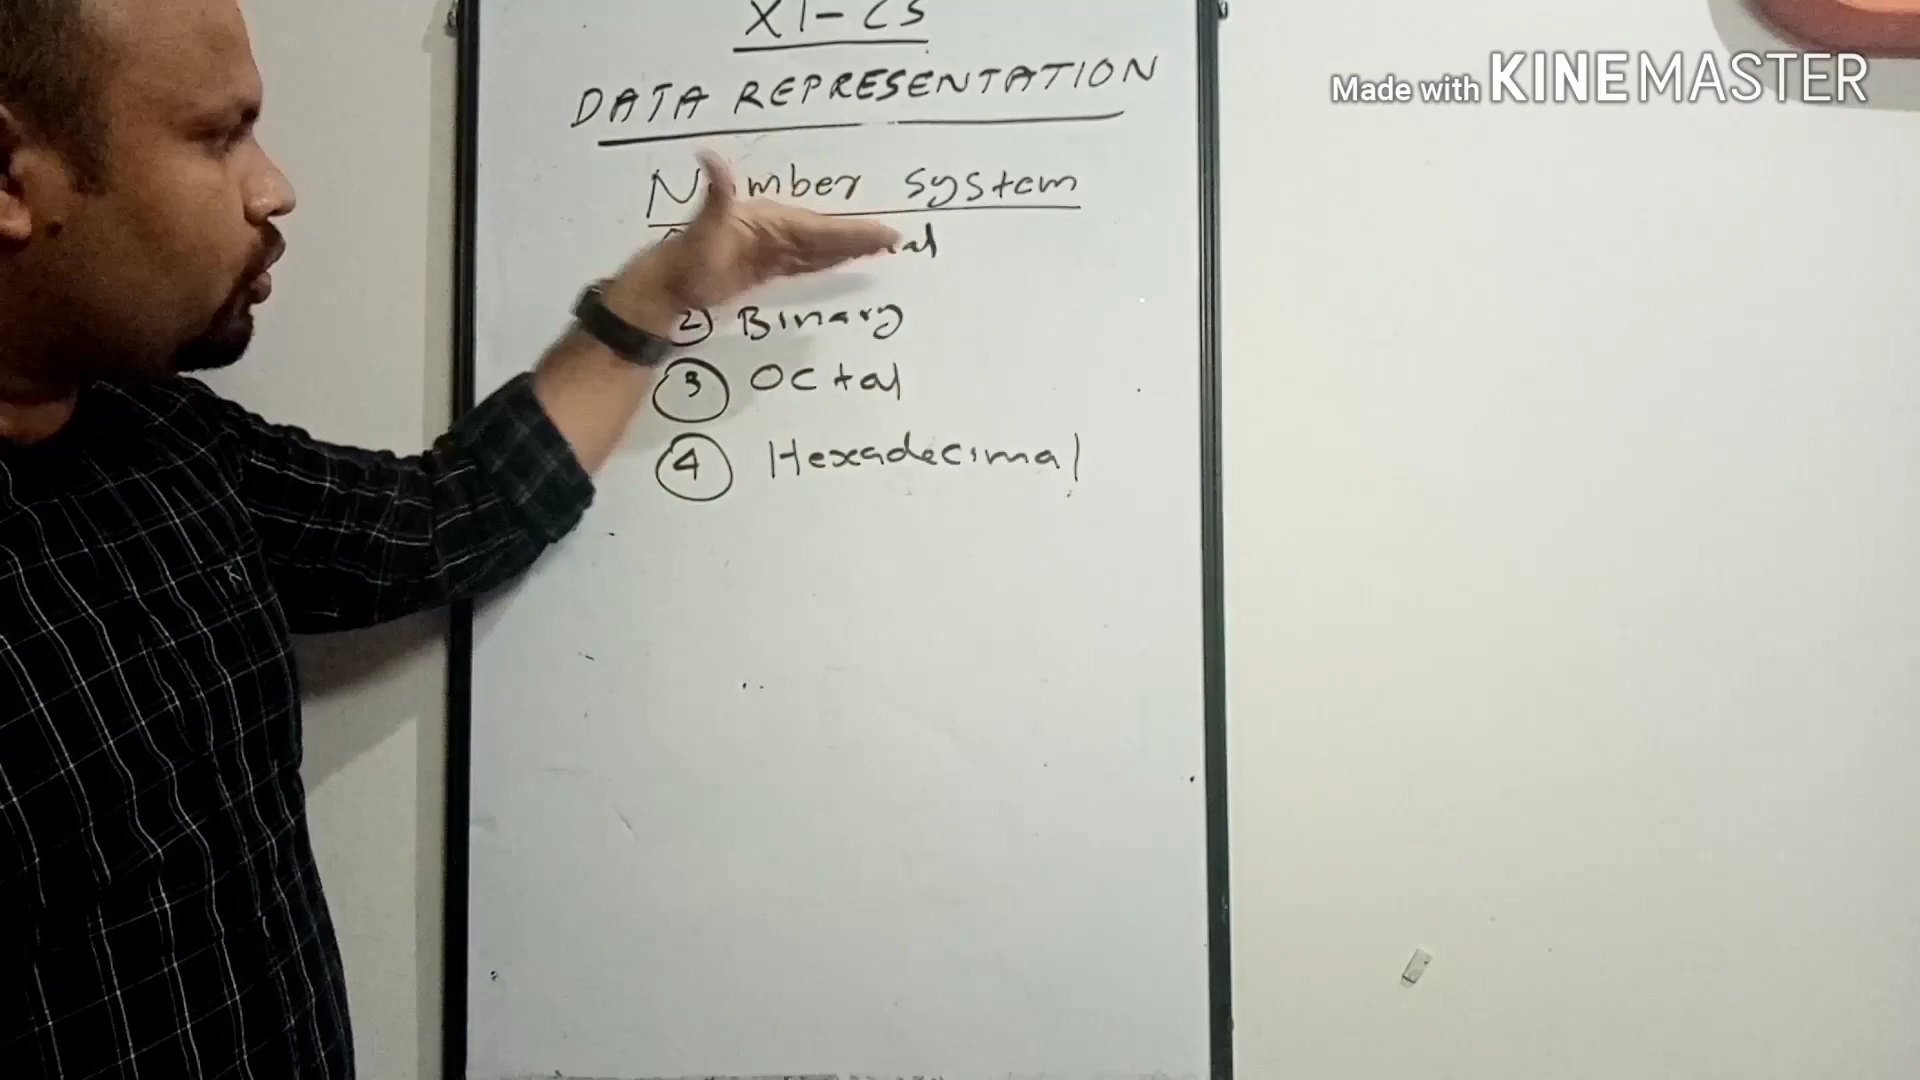 XI-CS
DATA REPRESENTATION
Made with KINEMASTER
Number system
2) Binary
3 Octal
4 Hexadecimal